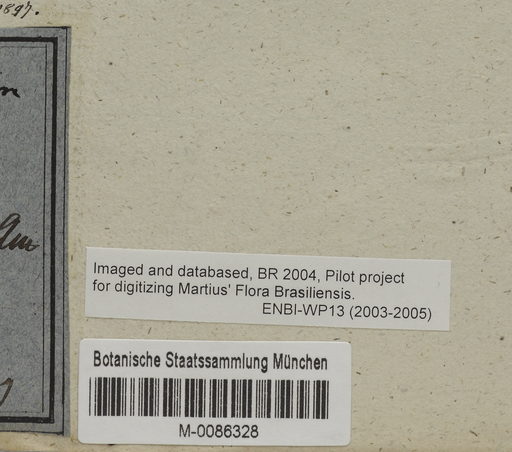 1897.
Imaged and databased, BR 2004, Pilot project
for digitizing Martius' Flora Brasiliensis.
ENBI-WP13 (2003-2005)
Botanische Staatssammlung München
M-0086328